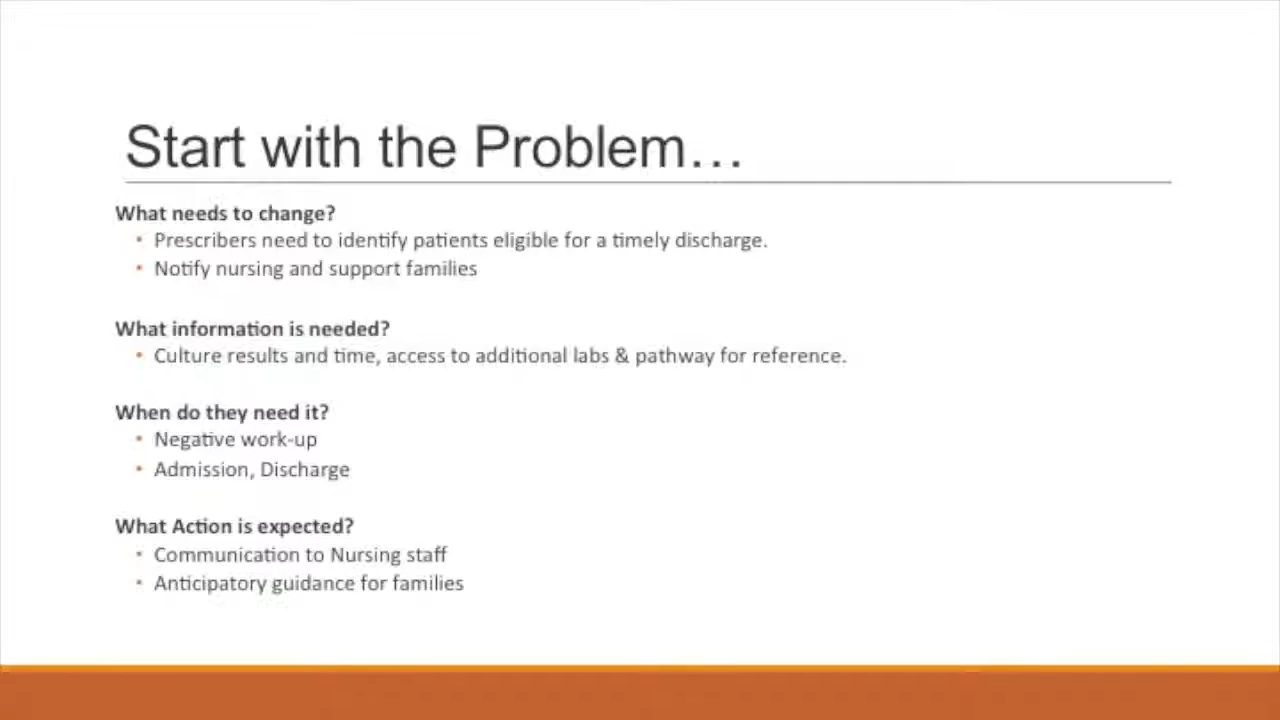 Start with the Problem…
What needs to change?
• Prescribers need to identify patients eligible for a timely discharge.
• Notify nursing and support families
What information is needed?
• Culture results and time, access to additional labs & pathway for reference.
When do they need it?
• Negative work-up
• Admission, Discharge
What Action is expected?
• Communication to Nursing staff
• Anticipatory guidance for families